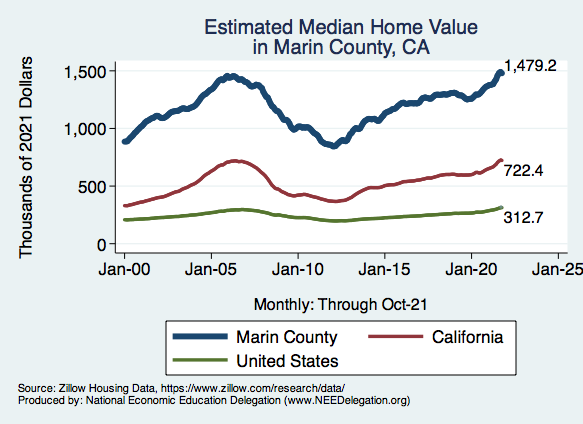 Estimated Median Home Value
in Marin County, CA
Thousands of 2021 Dollars
1,500
1,000
500
0
1,479.2
722.4
312.7
Jan-00
Jan-05
Jan-10
Jan-15
Jan-20
Jan-25
Monthly: Through Oct-21
Marin County
California
United States
Source: Zillow Housing Data, https://www.zillow.com/research/data/
Produced by: National Economic Education Delegation (www.NEEDelegation.org)